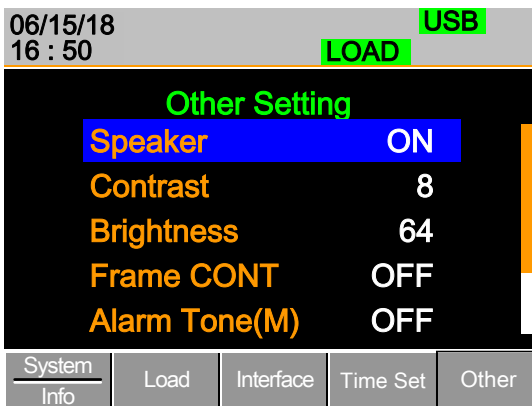 06/15/18 USB
16 : 50 LOAD
Other Setting
Speaker ON
Contrast 8
Brightness 64
Frame CONT OFF
Alarm Tone(M) OFF
System
Info
Load
Interface
Time Set
Other